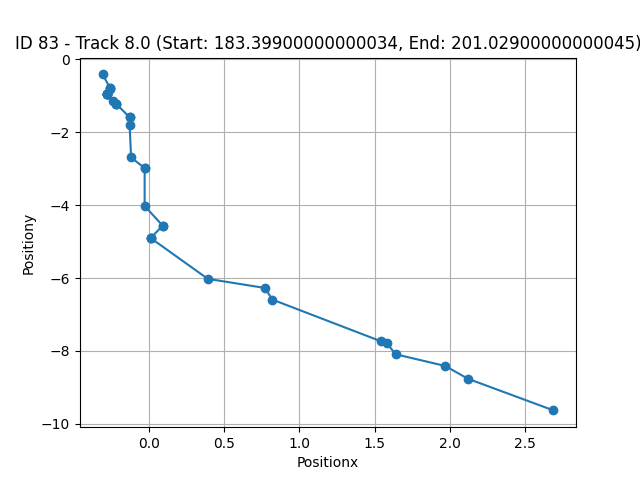 ID 83 - Track 8.0 (Start: 183.39900000000034, End: 201.02900000000045)
Positiony
0
−2
−4
−6
−8
−10
0.0 0.5 1.0 1.5 2.0 2.5
Positionx